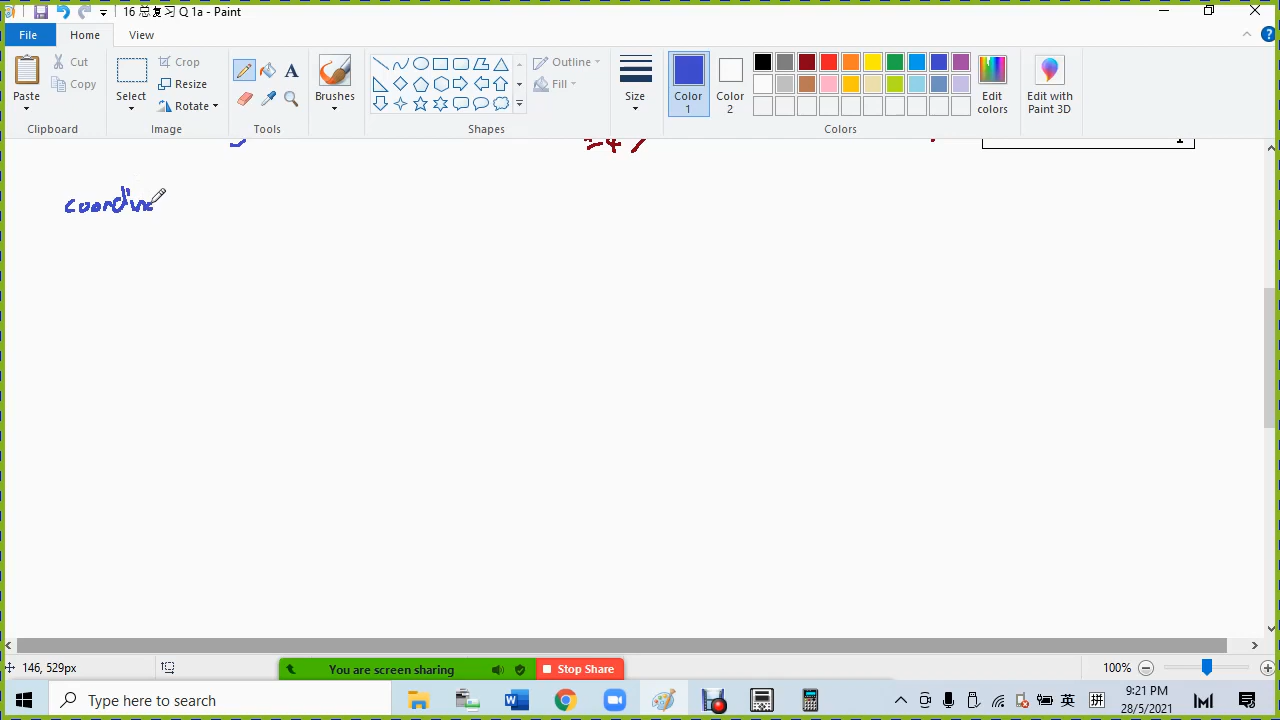 16 总复习 Q 1a - Paint
File
Home
View
Paste
Cut
Copy
Clipboard
Select
Crop
Resize
Rotate
Image
A
Tools
Brushes
Outline
Fill
Shapes
Size
Color 1
Color 2
Edit colors
Edit with Paint 3D
Colors
coordina
146, 529px
You are screen sharing
Stop Share
100%
Type here to search
英
拼
9:21 PM
28/5/2021